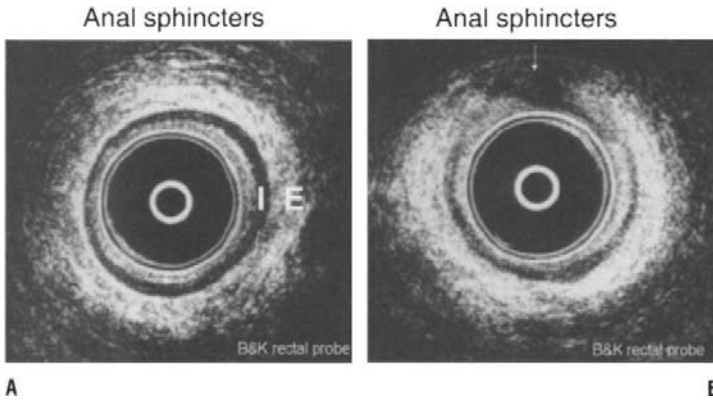 Anal sphincters
Anal sphincters
I E
B&K rectal probe
B&K rectal probe
A
B